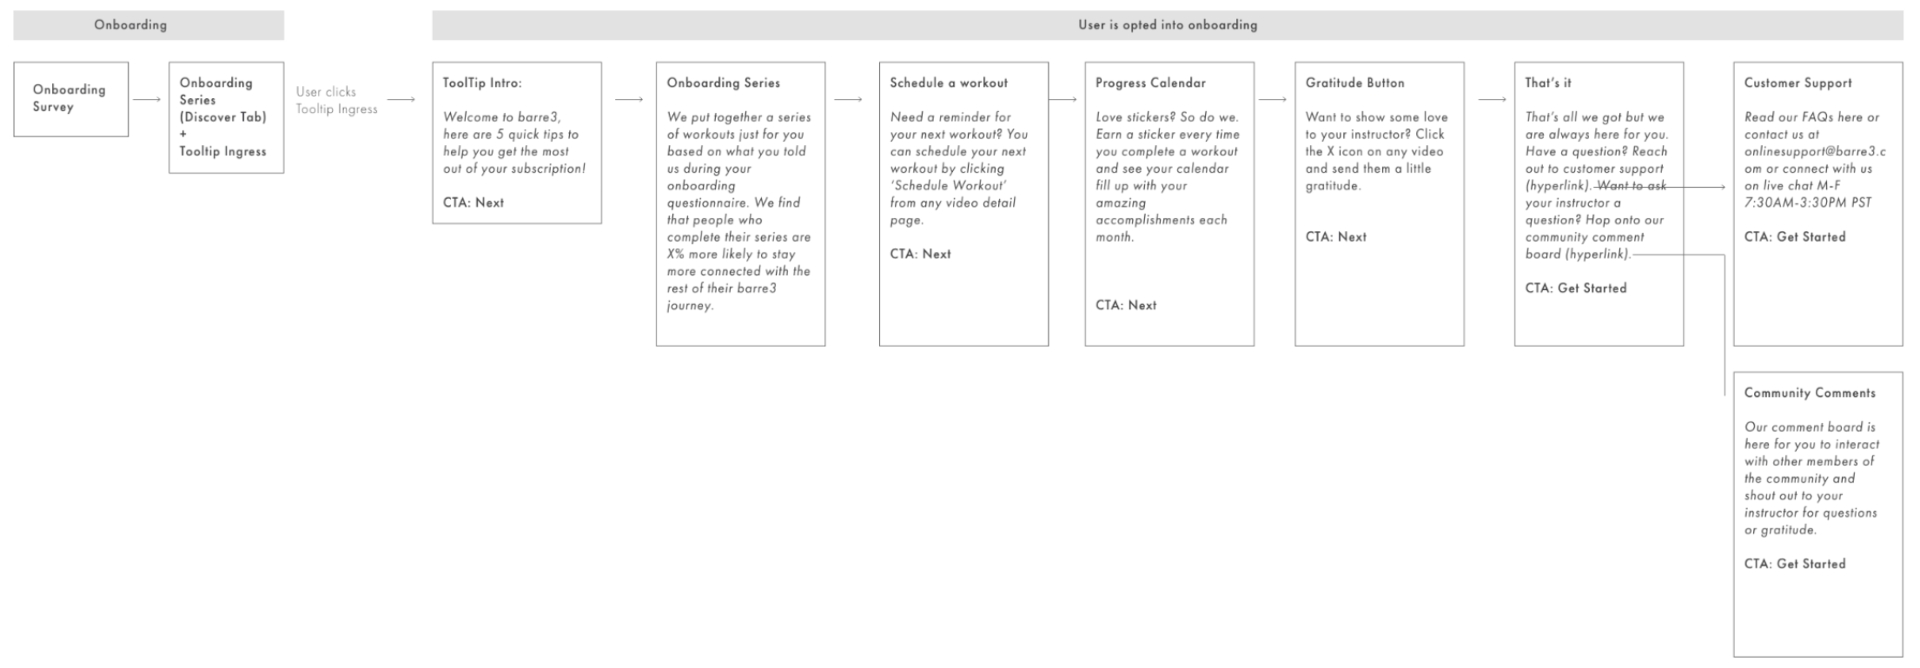 Onboarding
User is opted into onboarding
Onboarding
Survey
Onboarding
Series
(Discover Tab)
+
Tooltip Ingress
User clicks
Tooltip Ingress
ToolTip Intro:
Welcome to barre3,
here are 5 quick tips to
help you get the most
out of your subscription!
CTA: Next
Onboarding Series
We put together a series
of workouts just for you
based on what you told
us during your
onboarding
questionnaire. We find
that people who
complete their series are
X% more likely to stay
more connected with the
rest of their barre3
journey.
Schedule a workout
Need a reminder for
your next workout? You
can schedule your next
workout by clicking
‘Schedule Workout’
from any video detail
page.
CTA: Next
Progress Calendar
Love stickers? So do we.
Earn a sticker every time
you complete a workout
and see your calendar
fill up with your
amazing
accomplishments each
month.
CTA: Next
Gratitude Button
Want to show some love
to your instructor? Click
the X icon on any video
and send them a little
gratitude.
CTA: Next
That’s it
That’s all we got but we
are always here for you.
Have a question? Reach
out to customer support
(hyperlink). Want to ask
your instructor a
question? Hop onto our
community comment
board (hyperlink).
CTA: Get Started
Customer Support
Read our FAQs here or
contact us at
onlinesupport@barre3.c
om or connect with us
on live chat M-F
7:30AM-3:30PM PST
CTA: Get Started
Community Comments
Our comment board is
here for you to interact
with other members of
the community and
shout out to your
instructor for questions
or gratitude.
CTA: Get Started